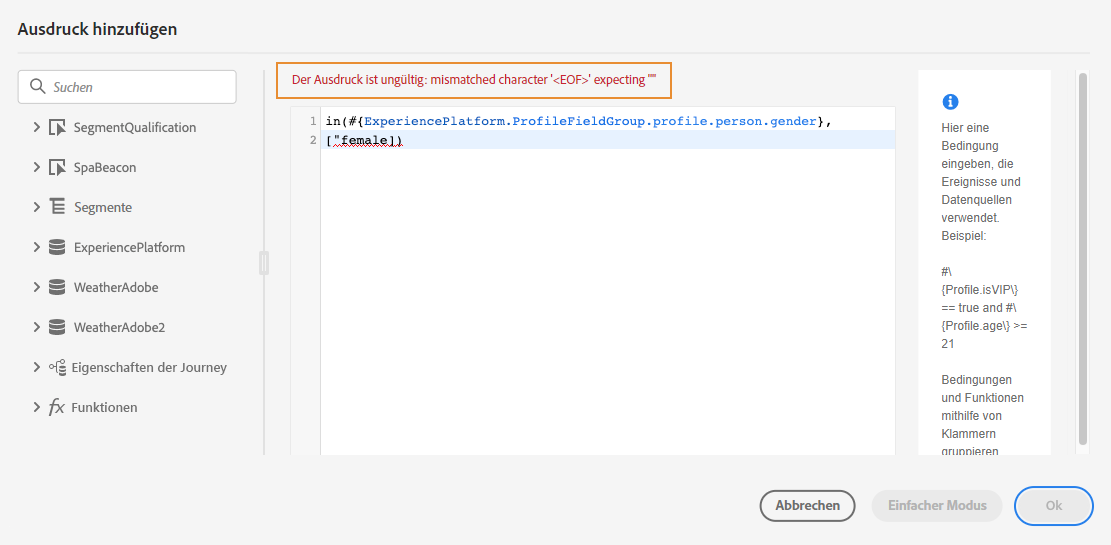 Ausdruck hinzufügen
Suchen
SegmentQualification
SpaBeacon
Segmente
ExperiencePlatform
WeatherAdobe
WeatherAdobe2
Eigenschaften der Journey
fx Funktionen
Der Ausdruck ist ungültig: mismatched character '<EOF>' expecting '"'
1 in(#{ExperiencePlatform.ProfileFieldGroup.profile.person.gender},
2 ["female])
Hier eine
Bedingung
eingeben, die
Ereignisse und
Datenquellen
verwendet.
Beispiel:
#\
{Profile.isVIP\}
== true and #\
{Profile.age\} >=
21
Bedingungen
und Funktionen
mithilfe von
Klammern
gruppieren
Abbrechen
Einfacher Modus
Ok